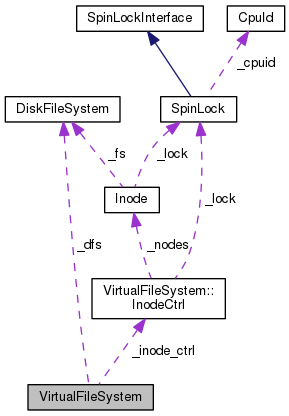 SpinLockInterface
CpuId
_cpuid
DiskFileSystem
SpinLock
_fs
_lock
Inode
_lock
_dfs
_nodes
VirtualFileSystem::
InodeCtrl
_inode_ctrl
VirtualFileSystem